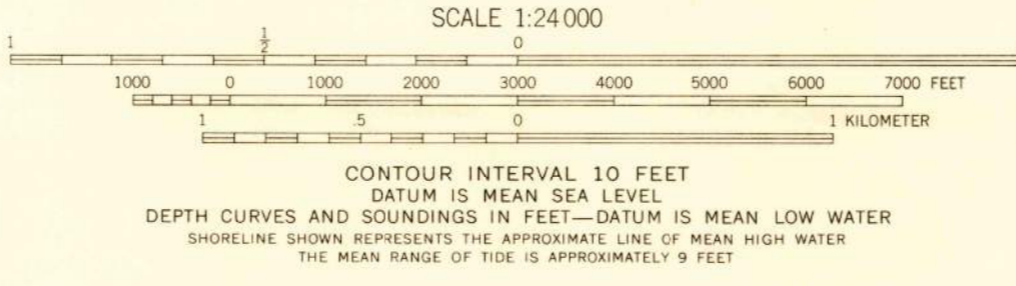 SCALE 1:24 000
1 1/2 0
1000 0 1000 2000 3000 4000 5000 6000 7000 FEET
1 .5 0 1 KILOMETER
CONTOUR INTERVAL 10 FEET
DATUM IS MEAN SEA LEVEL
DEPTH CURVES AND SOUNDINGS IN FEET—DATUM IS MEAN LOW WATER
SHORELINE SHOWN REPRESENTS THE APPROXIMATE LINE OF MEAN HIGH WATER
THE MEAN RANGE OF TIDE IS APPROXIMATELY 9 FEET